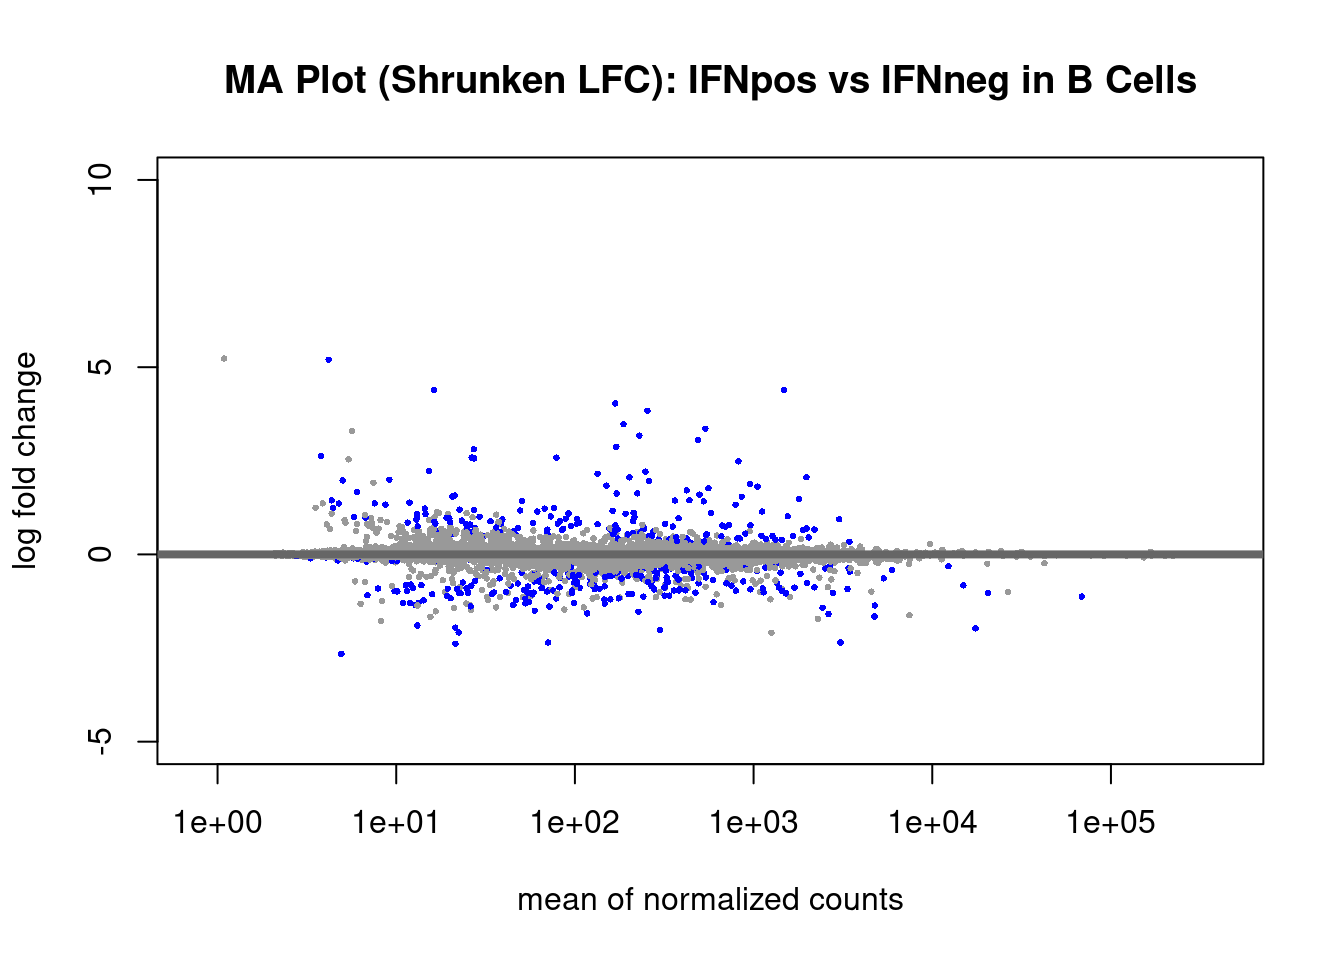 MA Plot (Shrunken LFC): IFNpos vs IFNneg in B Cells
10
5
0
-5
log fold change
1e+00 1e+01 1e+02 1e+03 1e+04 1e+05
mean of normalized counts